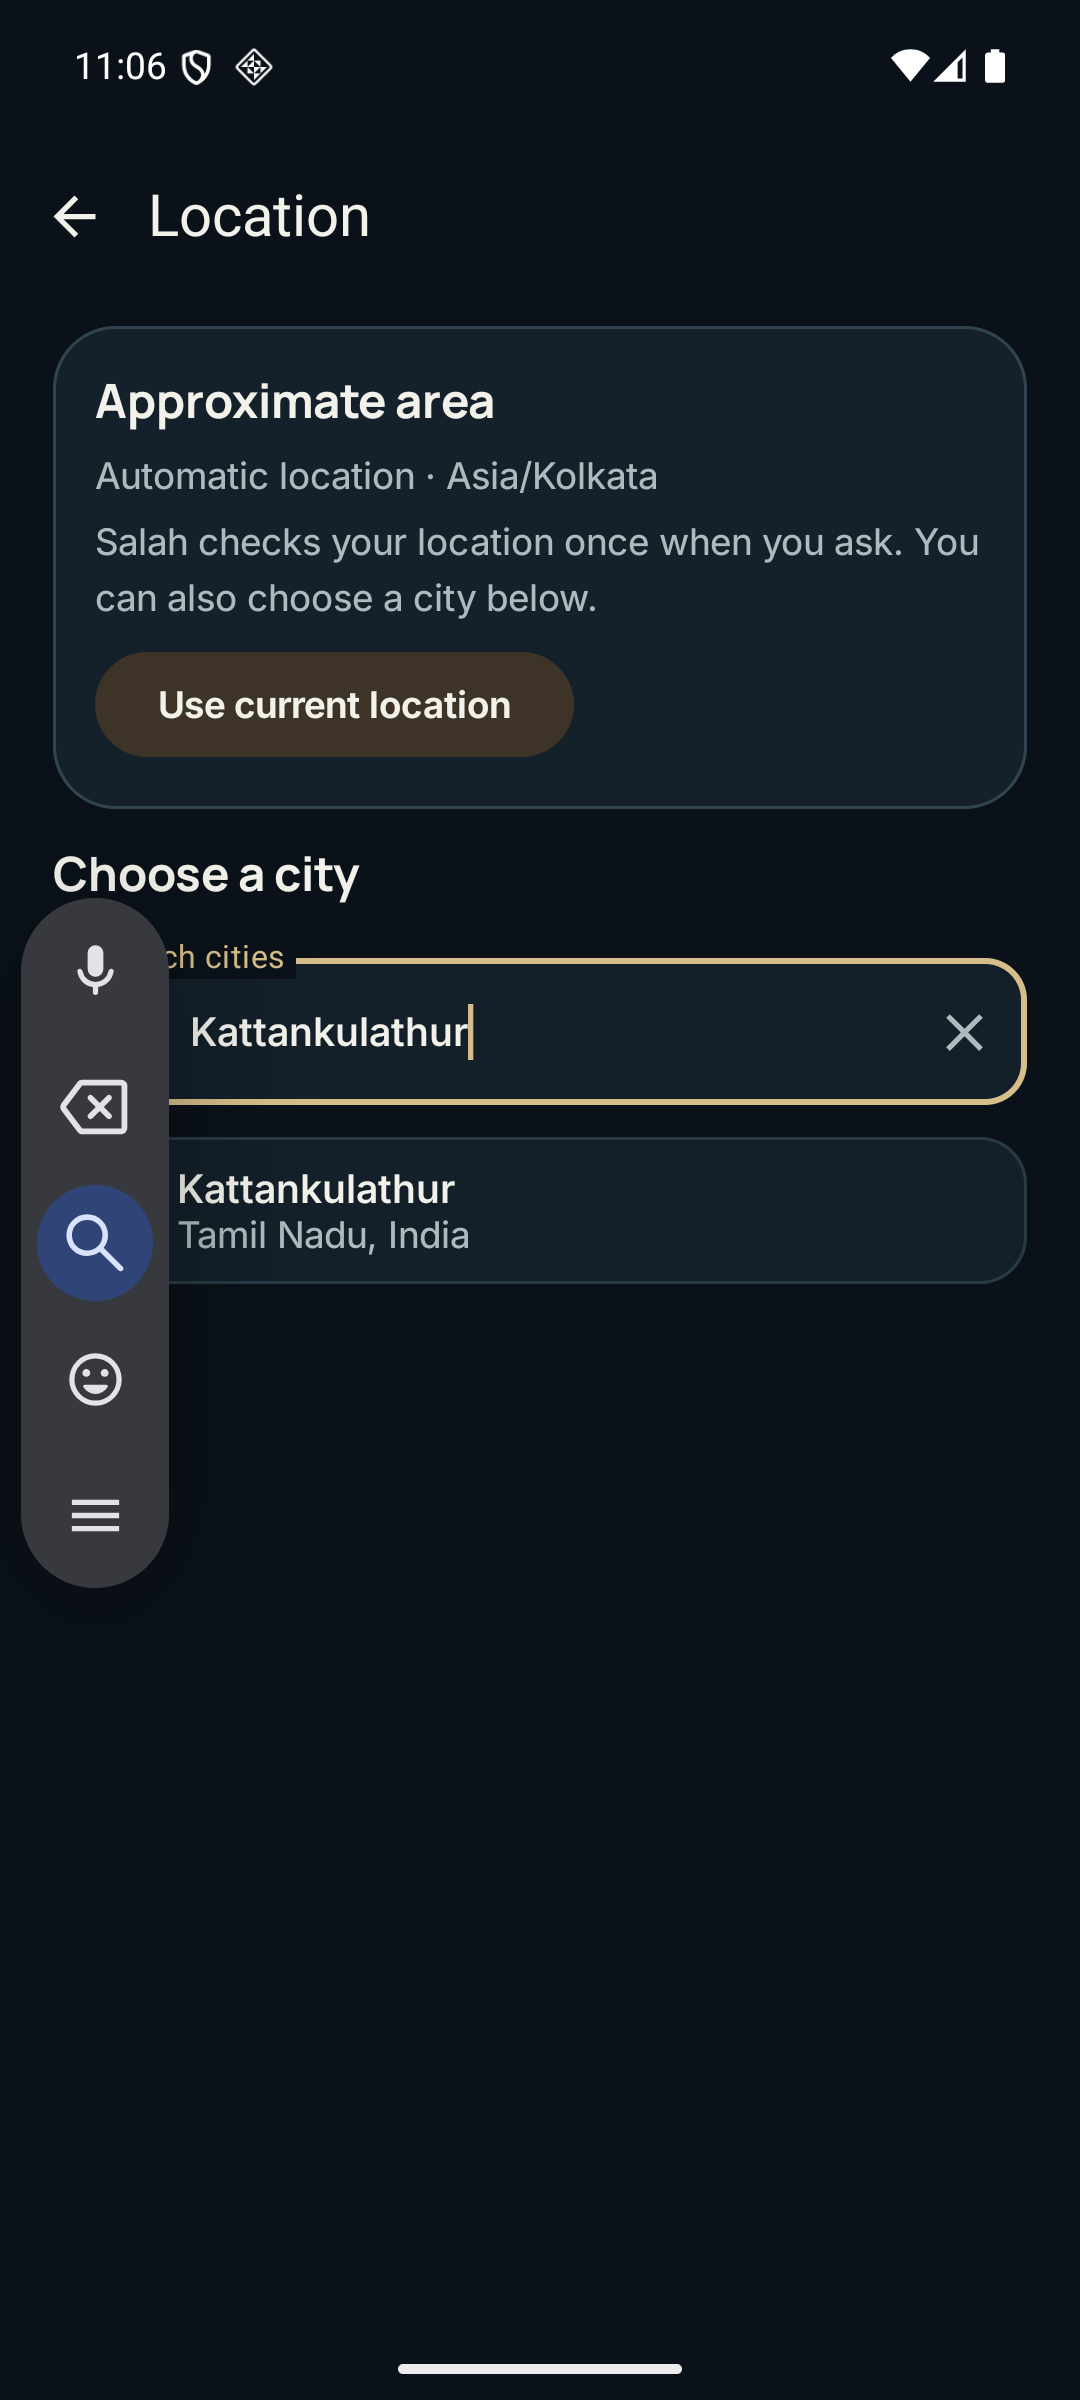 11:06
Location
Approximate area
Automatic location · Asia/Kolkata
Salah checks your location once when you ask. You
can also choose a city below.
Use current location
Choose a city
cities
Kattankulathur
Kattankulathur
Tamil Nadu, India